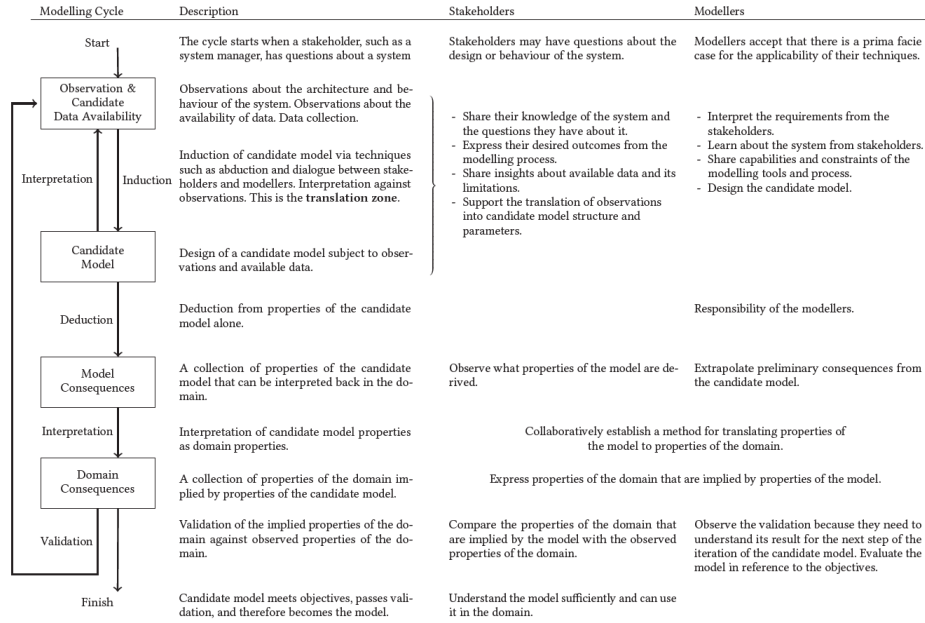 Modelling Cycle
Description
Stakeholders
Modellers
Start
The cycle starts when a stakeholder, such as a
system manager, has questions about a system
Stakeholders may have questions about the
design or behaviour of the system.
Modellers accept that there is a prima facie
case for the applicability of their techniques.
Observation &
Candidate
Data Availability
Observations about the architecture and be-
haviour of the system. Observations about the
availability of data. Data collection.
- Share their knowledge of the system and
the questions they have about it.
- Express their desired outcomes from the
modelling process.
- Share insights about available data and its
limitations.
- Support the translation of observations
into candidate model structure and
parameters.
- Interpret the requirements from the
stakeholders.
- Learn about the system from stakeholders.
- Share capabilities and constraints of the
modelling tools and process.
- Design the candidate model.
Interpretation
Induction
Induction of candidate model via techniques
such as abduction and dialogue between stake-
holders and modellers. Interpretation against
observations. This is the translation zone.
Candidate
Model
Design of a candidate model subject to obser-
vations and available data.
Deduction
Deduction from properties of the candidate
model alone.
Responsibility of the modellers.
Model
Consequences
A collection of properties of the candidate
model that can be interpreted back in the do-
main.
Observe what properties of the model are de-
rived.
Extrapolate preliminary consequences from
the candidate model.
Interpretation
Interpretation of candidate model properties
as domain properties.
Collaboratively establish a method for translating properties of
the model to properties of the domain.
Domain
Consequences
A collection of properties of the domain im-
plied by properties of the candidate model.
Express properties of the domain that are implied by properties of the model.
Validation
Validation of the implied properties of the do-
main against observed properties of the do-
main.
Compare the properties of the domain that
are implied by the model with the observed
properties of the domain.
Observe the validation because they need to
understand its result for the next step of the
iteration of the candidate model. Evaluate the
model in reference to the objectives.
Finish
Candidate model meets objectives, passes vali-
dation, and therefore becomes the model.
Understand the model sufficiently and can use
it in the domain.